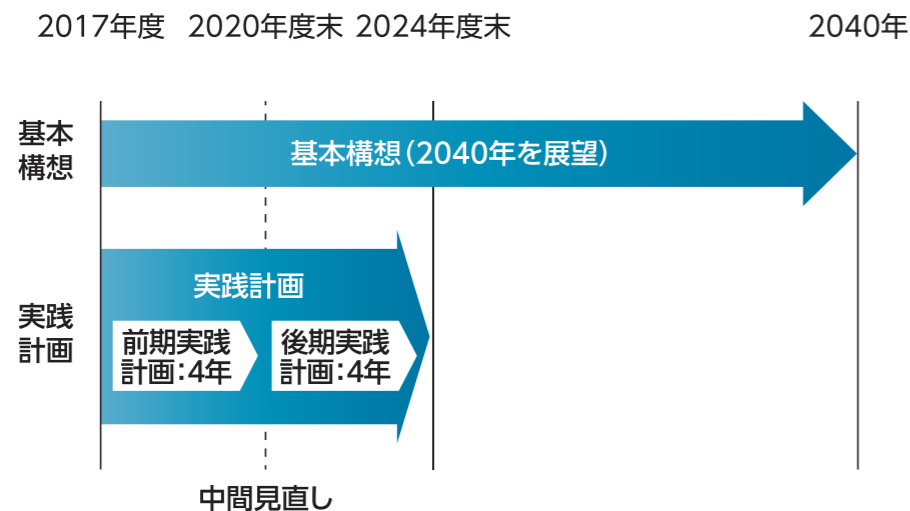 2017年度 2020年度末 2024年度末 2040年
基本
構想
基本構想(2040年を展望)
実践
計画
実践計画
前期実践
計画:4年
後期実践
計画:4年
中間見直し